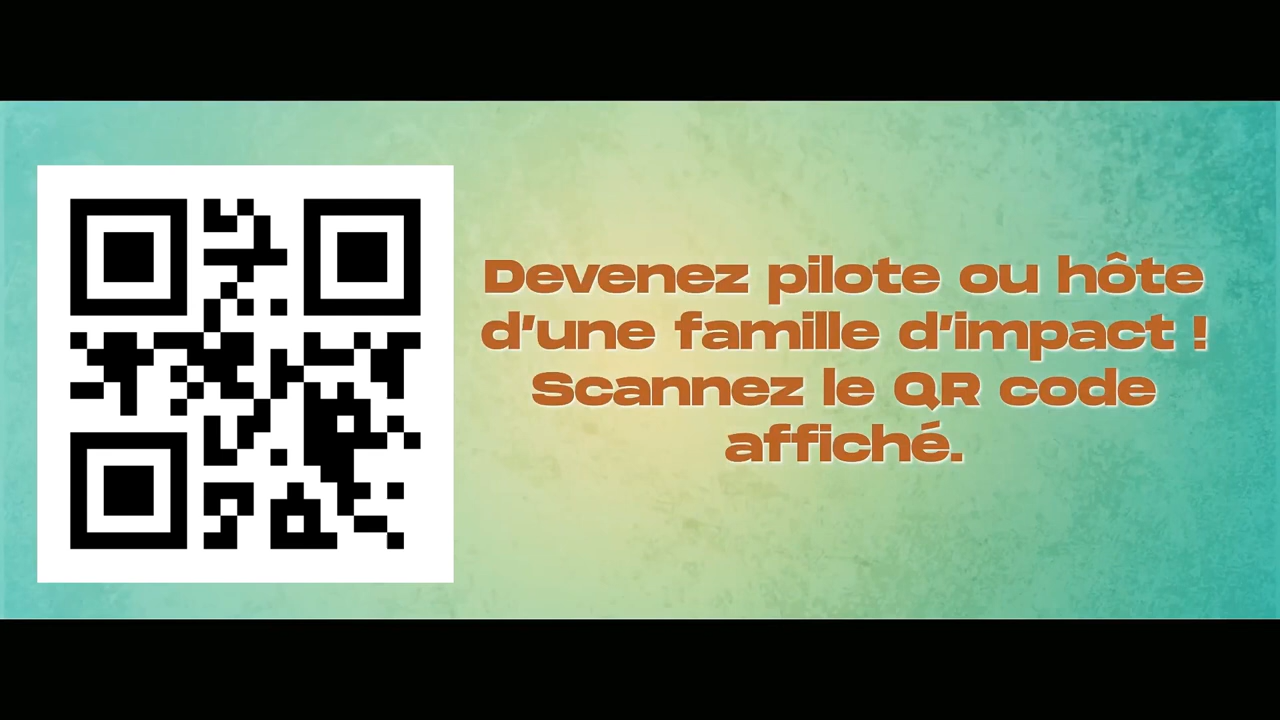 Devenez pilote ou hôte
d'une famille d'impact !
Scannez le QR code
affiché.